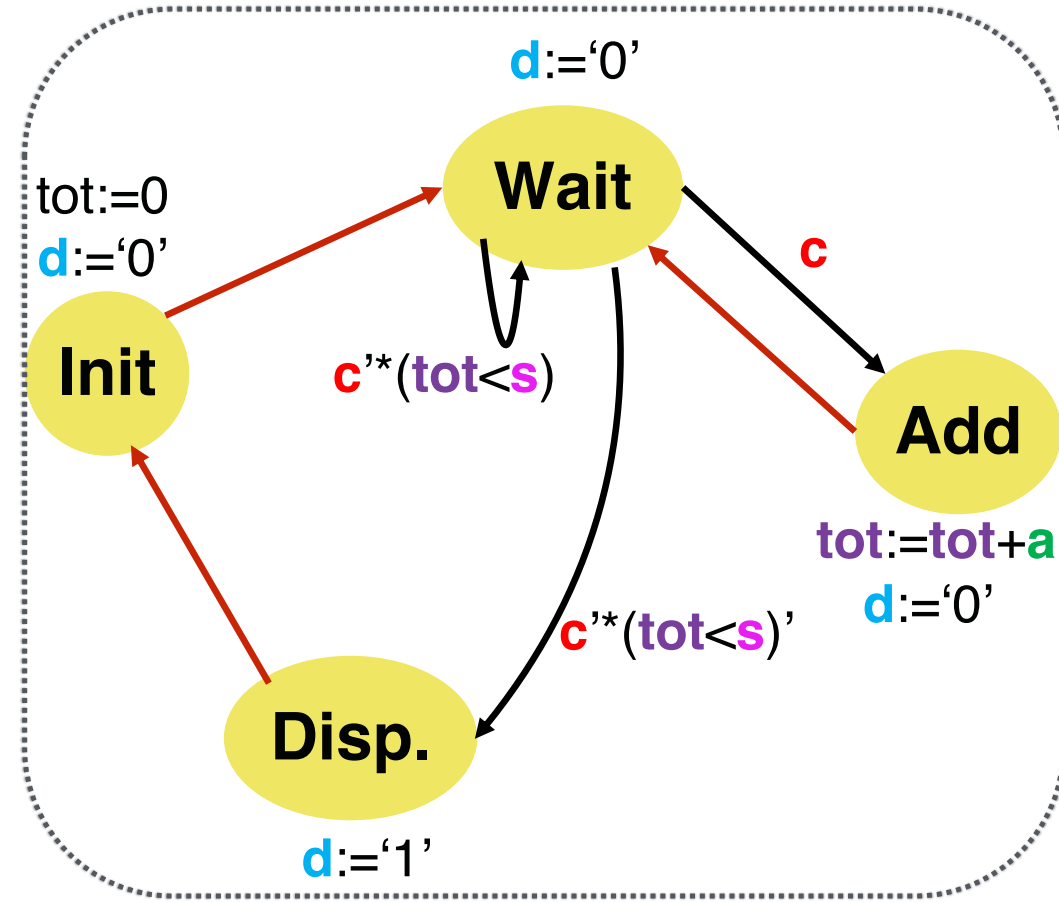 d:=‘0’
Wait
tot:=0
d:=‘0’
c
Init
c’*(tot<s)
Add
tot:=tot+a
d:=‘0’
c’*(tot<s)’
Disp.
d:=‘1’